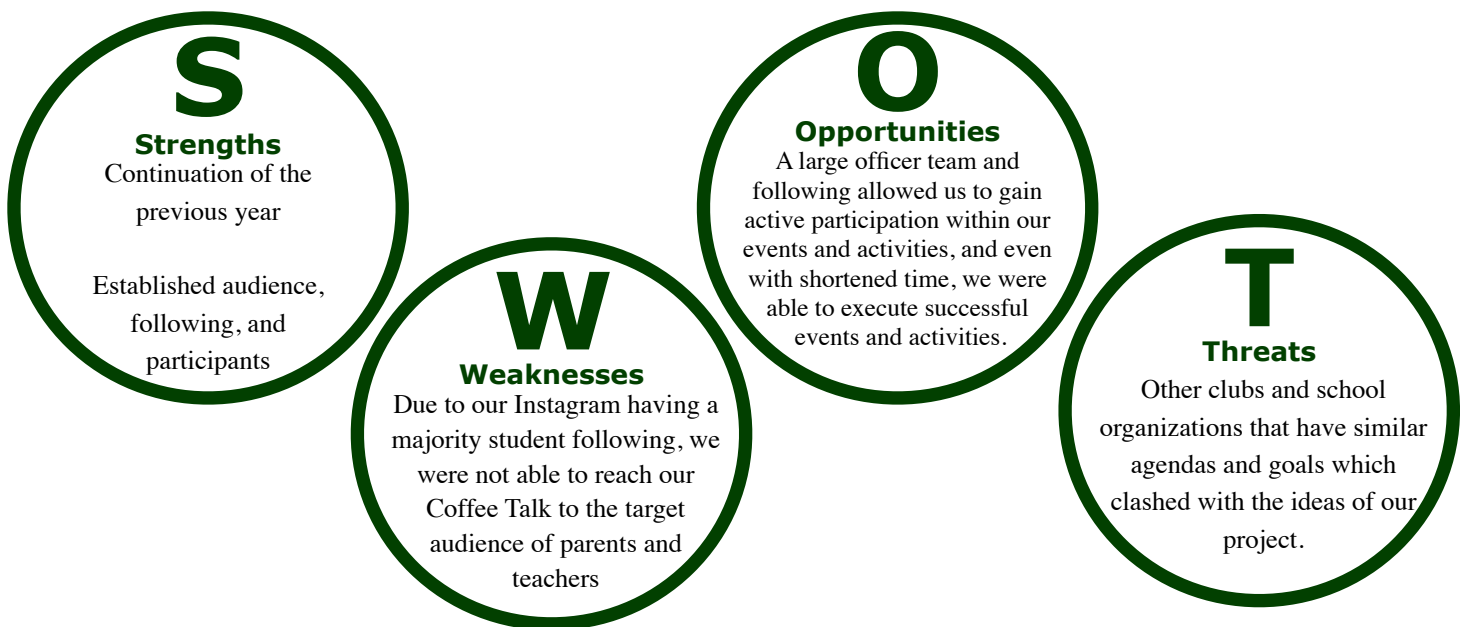 S
Strengths
Continuation of the
previous year
Established audience,
following, and
participants
W
Weaknesses
Due to our Instagram having a
majority student following, we
were not able to reach our
Coffee Talk to the target
audience of parents and
teachers
O
Opportunities
A large officer team and
following allowed us to gain
active participation within our
events and activities, and even
with shortened time, we were
able to execute successful
events and activities.
T
Threats
Other clubs and school
organizations that have similar
agendas and goals which
clashed with the ideas of our
project.